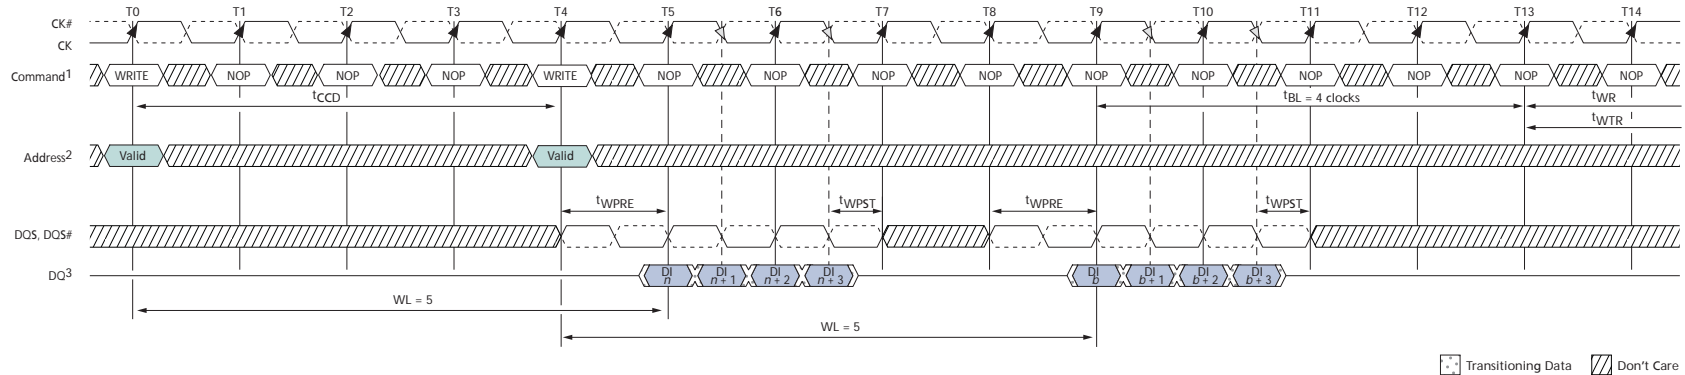 T0 T1 T2 T3 T4 T5 T6 T7 T8 T9 T10 T11 T12 T13 T14
CK#
CK
Command1 WRITE NOP NOP NOP WRITE NOP NOP NOP NOP NOP NOP NOP NOP NOP NOP
tCCD tBL = 4 clocks tWR
tWTR
Address2 Valid Valid
tWPRE tWPST tWPRE tWPST
DQS, DQS#
DQ3 DI n DI n + 1 DI n + 2 DI n + 3 DI b DI b + 1 DI b + 2 DI b + 3
WL = 5
WL = 5
Transitioning Data Don't Care